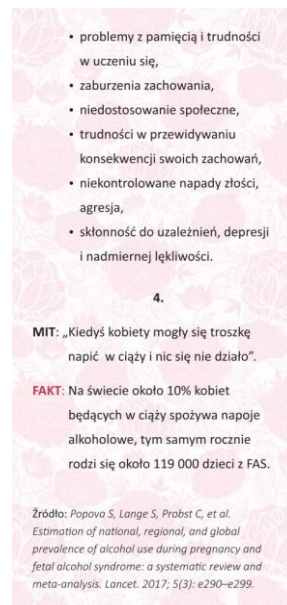 • problemy z pamięcią i trudności
w uczeniu się,
• zaburzenia zachowania,
• niedostosowanie społeczne,
• trudności w przewidywaniu
konsekwencji swoich zachowań,
• niekontrolowane napady złości,
agresja,
• skłonność do uzależnień, depresji
i nadmiernej lękliwości.
4.
MIT: „Kiedyś kobiety mogły się troszkę
napić w ciąży i nic się nie działo”.
FAKT: Na świecie około 10% kobiet
będących w ciąży spożywa napoje
alkoholowe, tym samym rocznie
rodzi się około 119 000 dzieci z FAS.
Źródło: Popova S, Lange S, Probst C, et al.
Estimation of national, regional, and global
prevalence of alcohol use during pregnancy and
fetal alcohol syndrome: a systematic review and
meta-analysis. Lancet. 2017; 5(3): e290–e299.